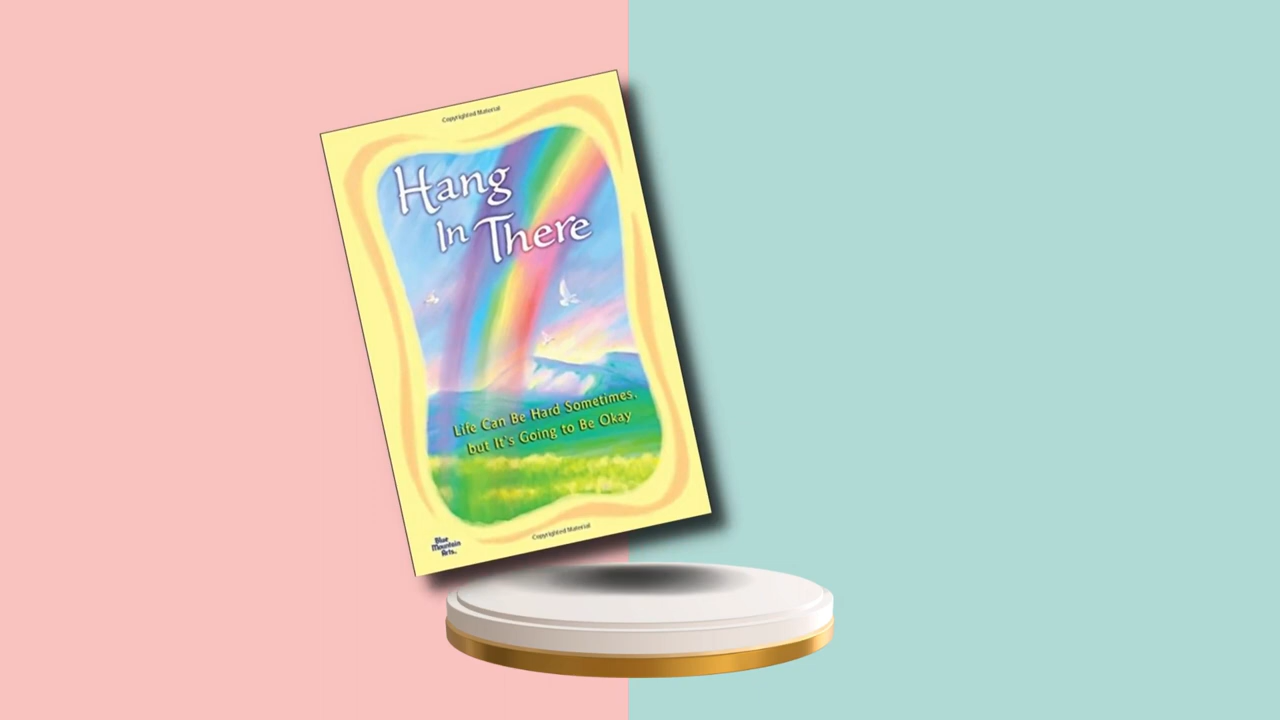 Copyrighted Material
Hang
In There
Life Can Be Hard Sometimes,
but It's Going to Be Okay
Blue
Mountain
Arts.
Copyrighted Material